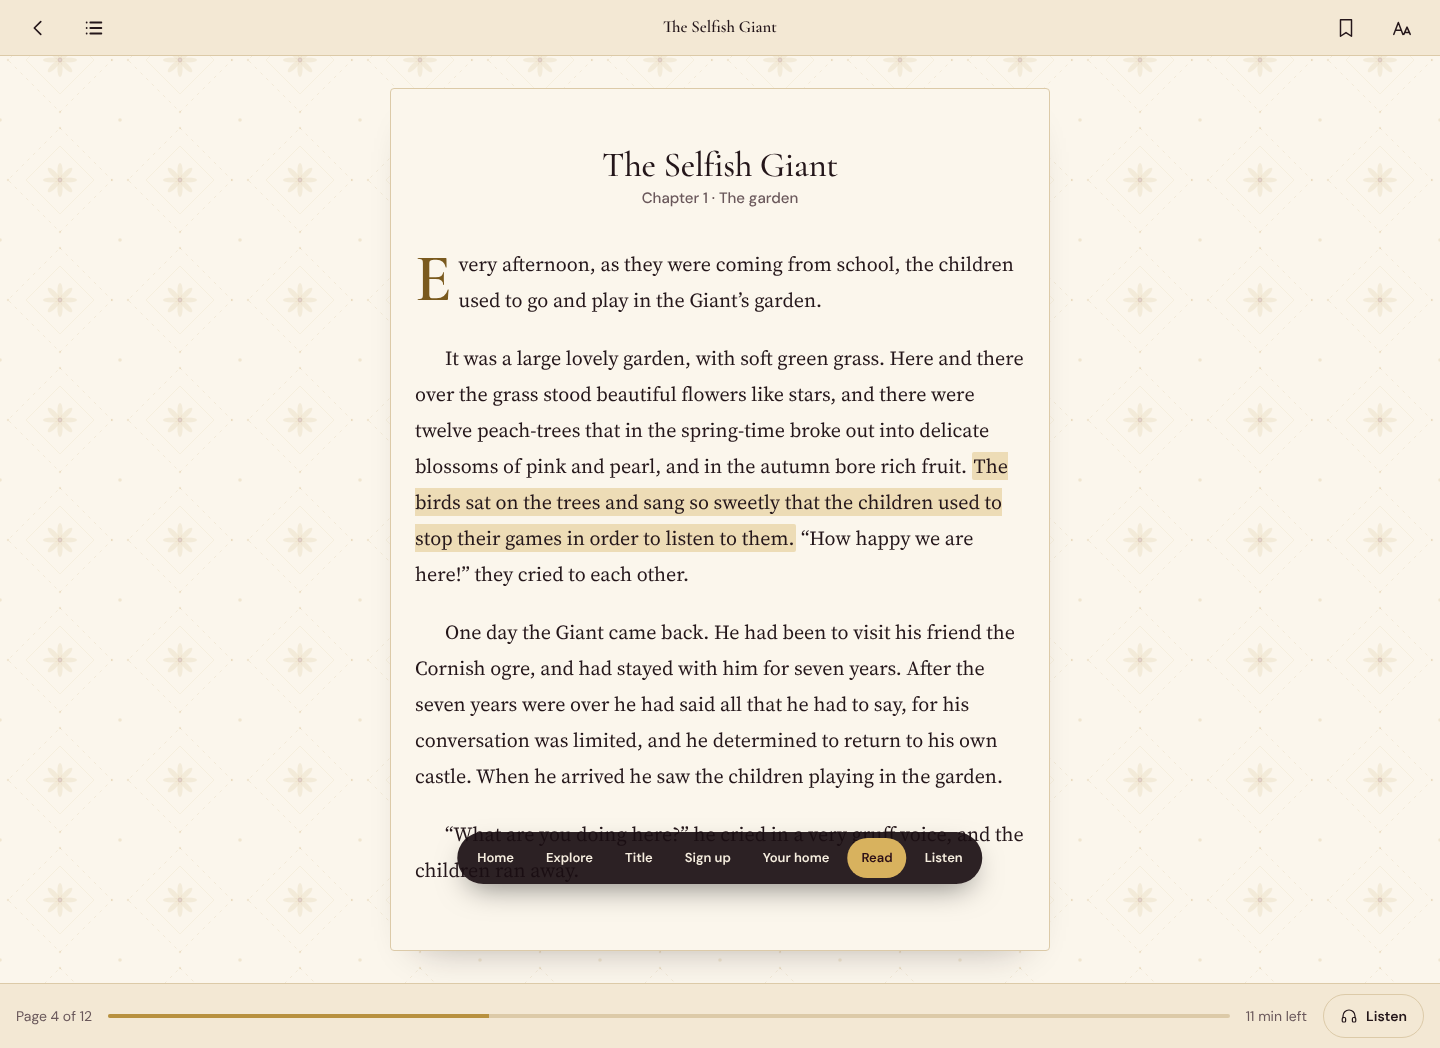 The Selfish Giant
The Selfish Giant
Chapter 1 · The garden
Every afternoon, as they were coming from school, the children
used to go and play in the Giant’s garden.
It was a large lovely garden, with soft green grass. Here and there
over the grass stood beautiful flowers like stars, and there were
twelve peach-trees that in the spring-time broke out into delicate
blossoms of pink and pearl, and in the autumn bore rich fruit. The
birds sat on the trees and sang so sweetly that the children used to
stop their games in order to listen to them. “How happy we are
here!” they cried to each other.
One day the Giant came back. He had been to visit his friend the
Cornish ogre, and had stayed with him for seven years. After the
seven years were over he had said all that he had to say, for his
conversation was limited, and he determined to return to his own
castle. When he arrived he saw the children playing in the garden.
“What are you doing here?” he cried in a very gruff voice, and the
children ran away.
Home Explore Title Sign up Your home Read Listen
Page 4 of 12 11 min left Listen